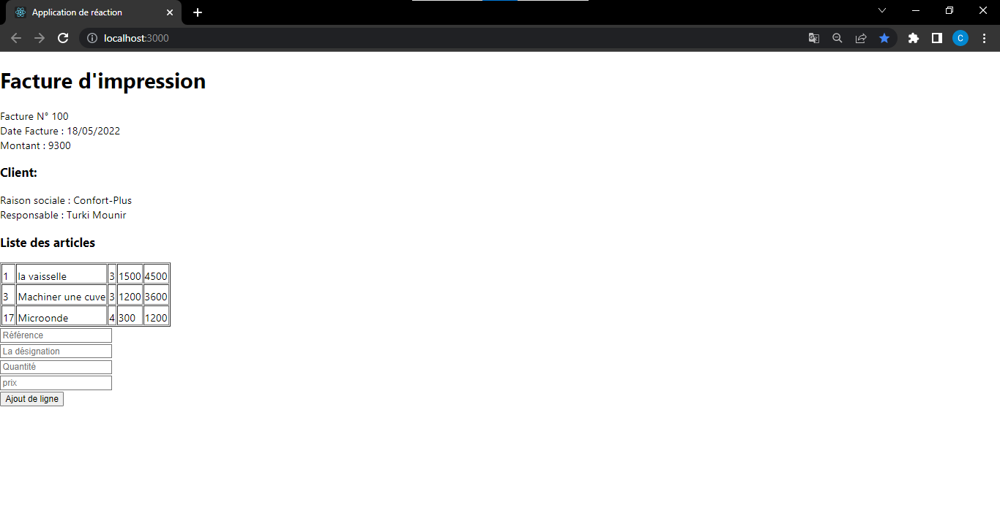 Application de réaction
localhost:3000
C
Facture d'impression
Facture N° 100
Date Facture : 18/05/2022
Montant : 9300
Client:
Raison sociale : Confort-Plus
Responsable : Turki Mounir
Liste des articles
1 la vaisselle 3 1500 4500
3 Machiner une cuve 3 1200 3600
17 Microonde 4 300 1200
Référence
La désignation
Quantité
prix
Ajout de ligne